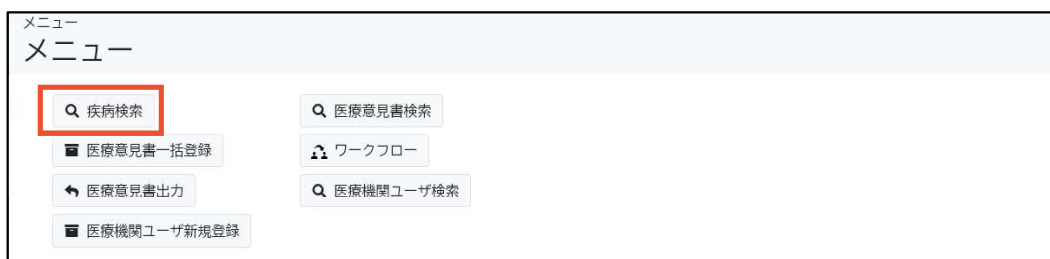 メニュー
メニュー
疾病検索
医療意見書検索
医療意見書一括登録
ワークフロー
医療意見書出力
医療機関ユーザ検索
医療機関ユーザ新規登録